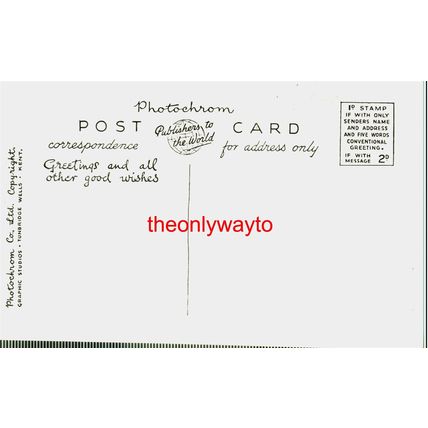 Photochrom
POST Publishers to the World CARD
correspondence for address only
Greetings and all
other good wishes
1D STAMP
IF WITH ONLY
SENDERS NAME
AND ADDRESS
AND FIVE WORDS
CONVENTIONAL
GREETING.
IF WITH
MESSAGE 2D
theonlywayto
Photochrom Co., Ltd. Copyright.
GRAPHIC STUDIOS • TUNBRIDGE WELLS • KENT.